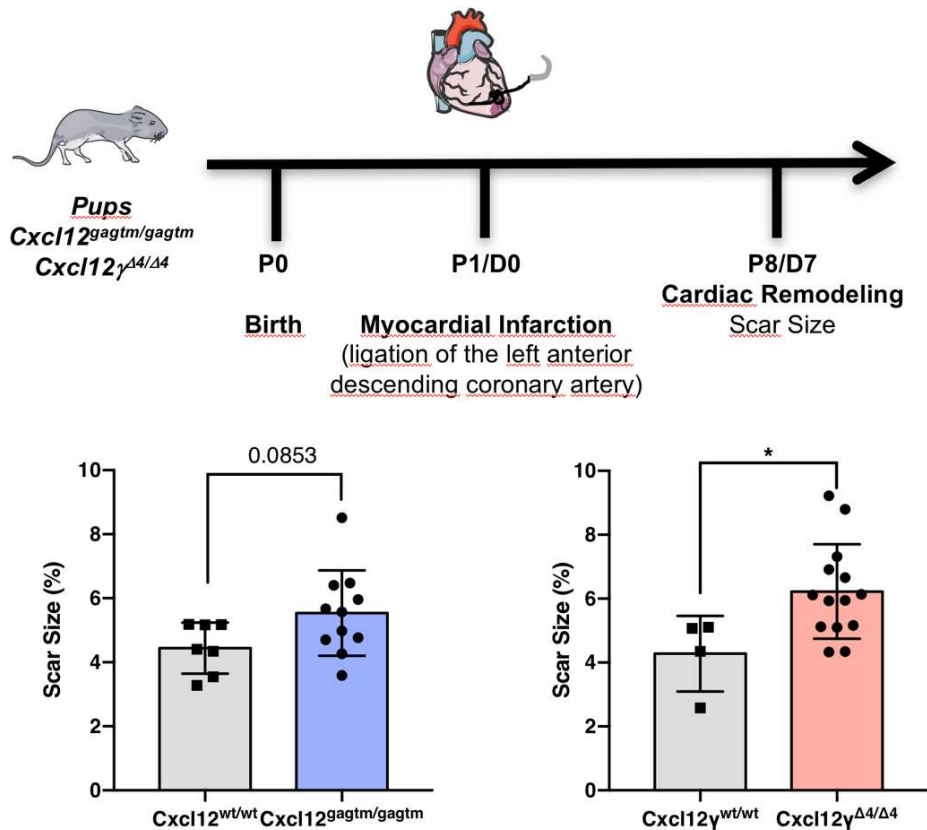 Pups
Cxcl12gagtm/gagtm
Cxcl12γΔ4/Δ4
P0
P1/D0
P8/D7
Cardiac Remodeling
Birth
Myocardial Infarction
Scar Size
(ligation of the left anterior
descending coronary artery)
0.0853
10
8
6
4
2
0
Scar Size (%)
Cxcl12wt/wt
Cxcl12gagtm/gagtm
*
10
8
6
4
2
0
Scar Size (%)
Cxcl12γwt/wt
Cxcl12γΔ4/Δ4